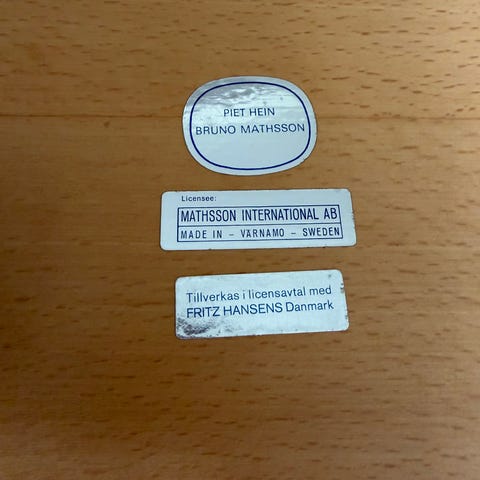 PIET HEIN
BRUNO MATHSSON
Licensee:
MATHSSON INTERNATIONAL AB
MADE IN – VÄRNAMO – SWEDEN
Tillverkas i licensavtal med
FRITZ HANSENS Danmark